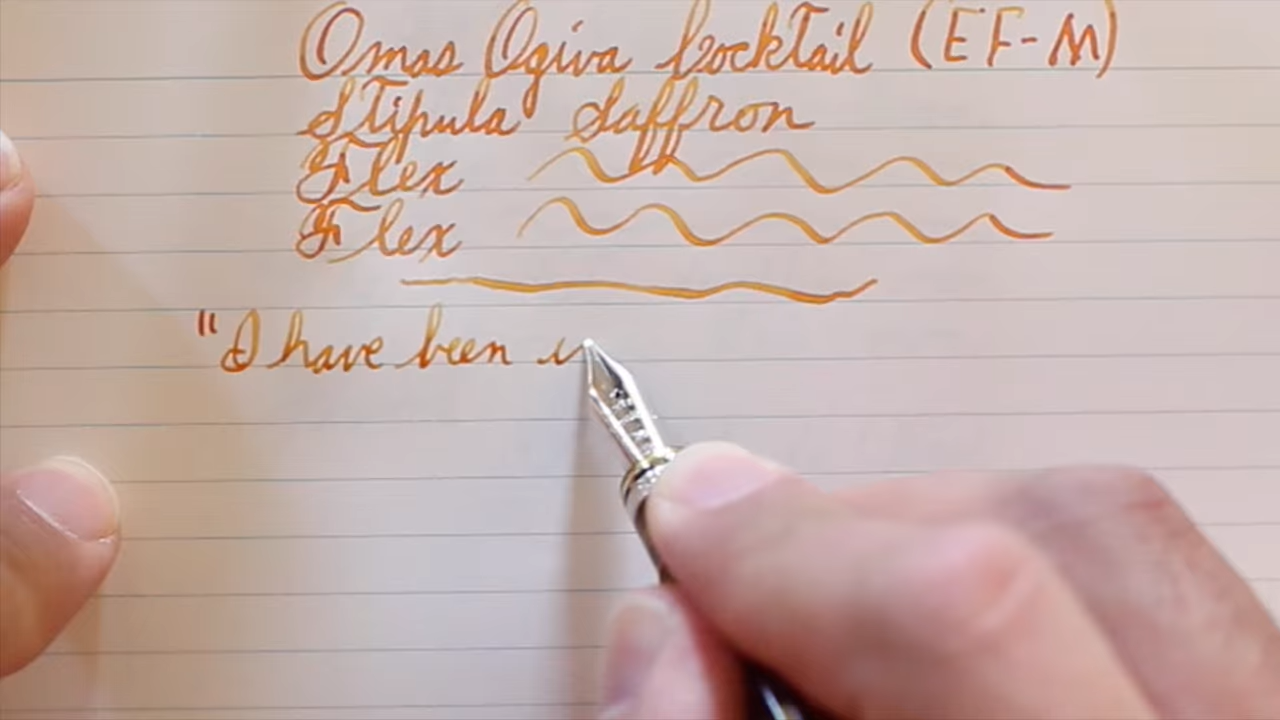 Omas Ogiva Cocktail (EF-M)
Stipula Saffron
Flex
Flex
"I have been